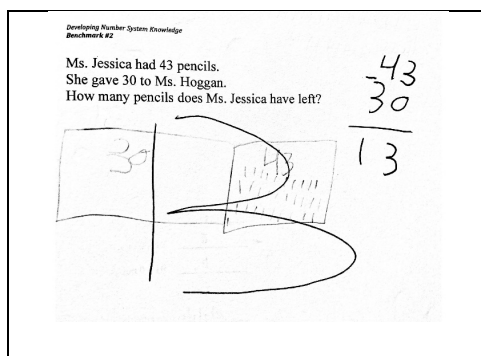 Developing Number System Knowledge
Benchmark #2
Ms. Jessica had 43 pencils.
She gave 30 to Ms. Hoggan.
How many pencils does Ms. Jessica have left?
-43
30
13
30
43
13